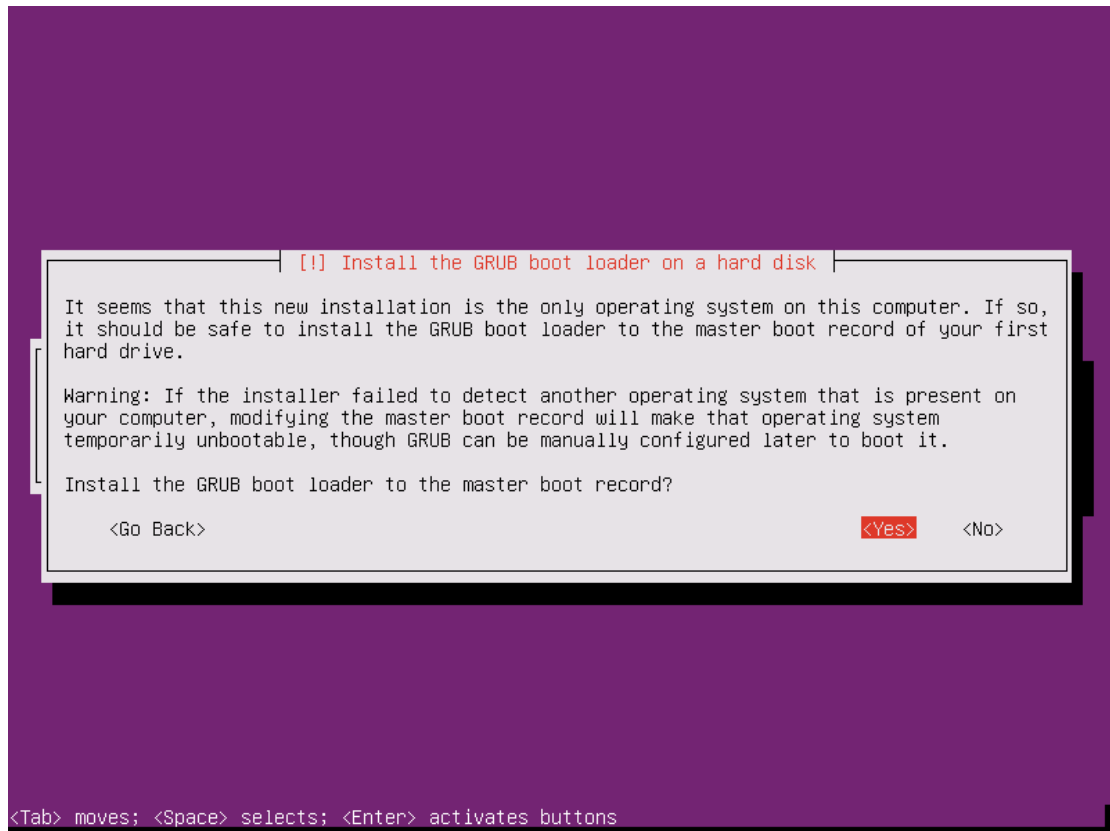 [!] Install the GRUB boot loader on a hard disk
It seems that this new installation is the only operating system on this computer. If so,
it should be safe to install the GRUB boot loader to the master boot record of your first
hard drive.
Warning: If the installer failed to detect another operating system that is present on
your computer, modifying the master boot record will make that operating system
temporarily unbootable, though GRUB can be manually configured later to boot it.
Install the GRUB boot loader to the master boot record?
<Go Back> <Yes> <No>
<Tab> moves; <Space> selects; <Enter> activates buttons